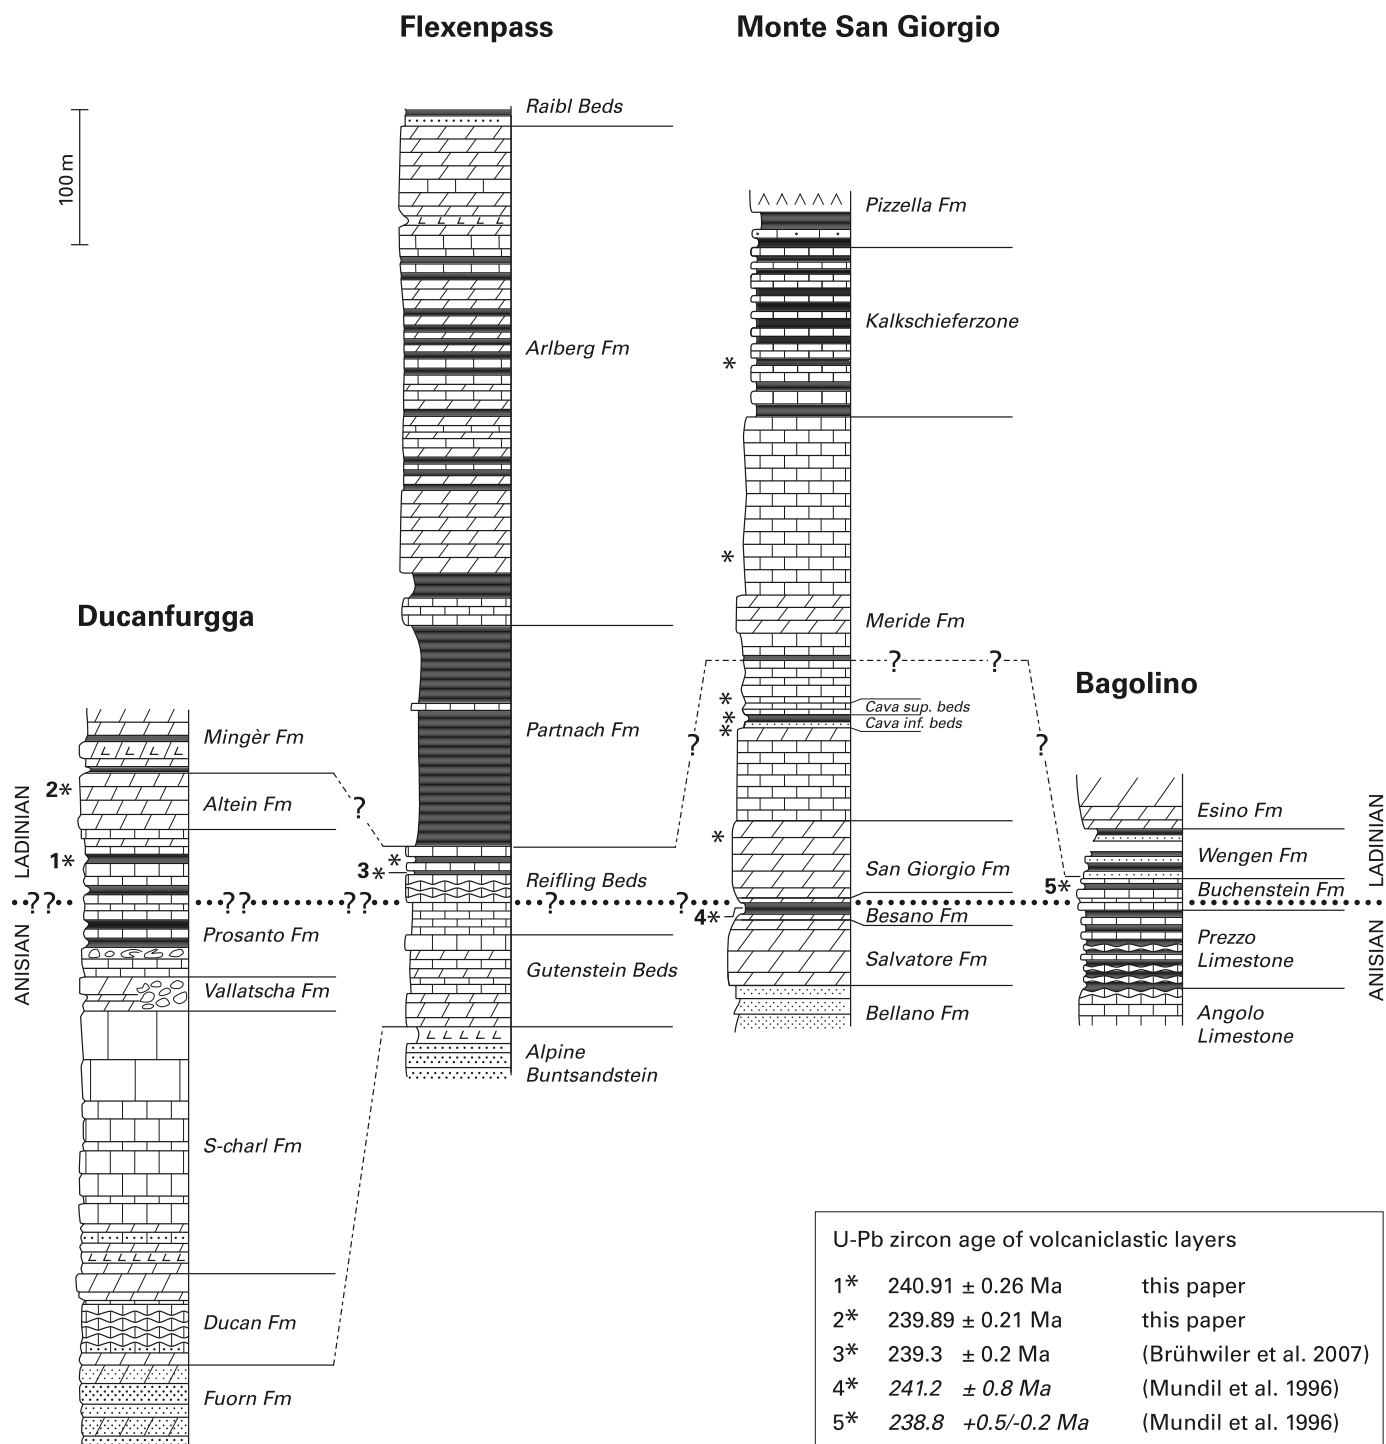 Flexenpass
Monte San Giorgio
100 m
Raibl Beds
Arlberg Fm
Partnach Fm
Reifling Beds
Gutenstein Beds
Alpine
Buntsandstein
Pizzella Fm
Kalkschieferzone
*
*
Meride Fm
? ?
*
*
*
Cava sup. beds
Cava inf. beds
*
San Giorgio Fm
4*
Besano Fm
Salvatore Fm
Bellano Fm
Ducanfurgga
Mingèr Fm
2*
Altein Fm
1*
Prosanto Fm
Vallatscha Fm
S-charl Fm
Ducan Fm
Fuorn Fm
LADINIAN
ANISIAN
?
*
3*
?? ?? ?? ? ?
?
?
Bagolino
Esino Fm
Wengen Fm
5*
Buchenstein Fm
Prezzo
Limestone
Angolo
Limestone
LADINIAN
ANISIAN
U-Pb zircon age of volcaniclastic layers
1* 240.91 ± 0.26 Ma this paper
2* 239.89 ± 0.21 Ma this paper
3* 239.3 ± 0.2 Ma (Brühwiler et al. 2007)
4* 241.2 ± 0.8 Ma (Mundil et al. 1996)
5* 238.8 +0.5/-0.2 Ma (Mundil et al. 1996)